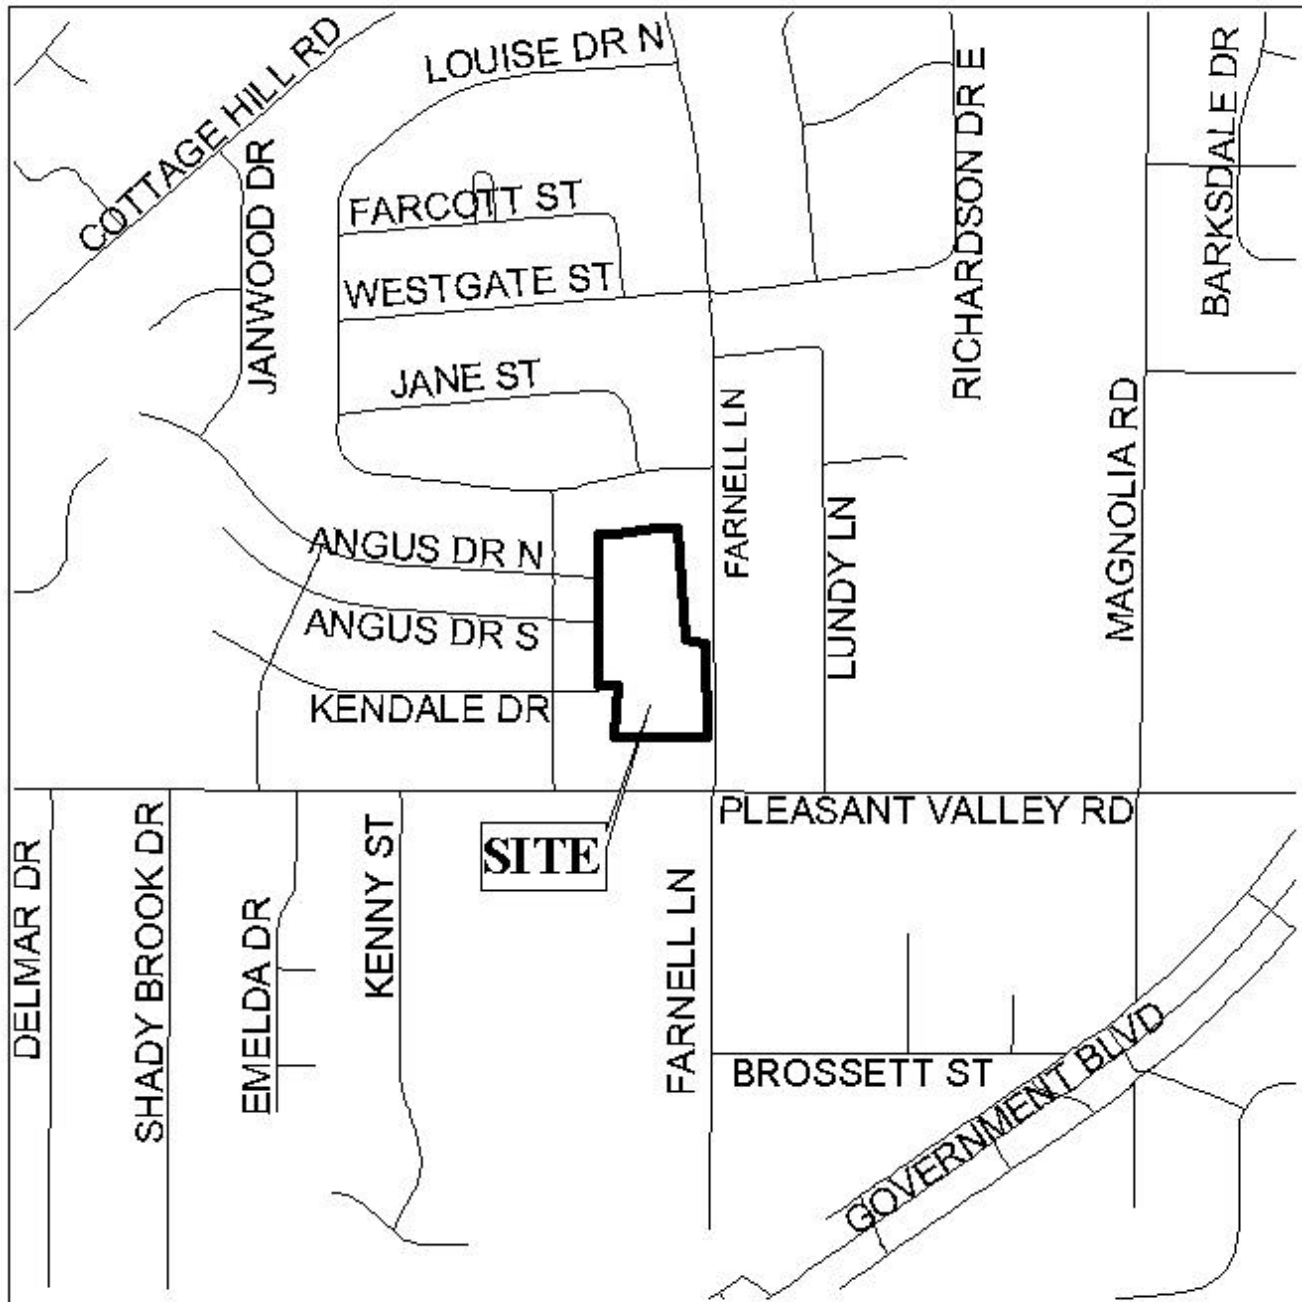 LOUISE DR N
COTTAGE HILL RD
RICHARDSON DR E
BARKSDALE DR
JANWOOD DR
FARCOTT ST
WESTGATE ST
JANE ST
FARNELL LN
MAGNOLIA RD
LUNDY LN
ANGUS DR N
ANGUS DR S
KENDALE DR
PLEASANT VALLEY RD
SITE
DELMAR DR
SHADY BROOK DR
EMELDA DR
KENNY ST
FARNELL LN
BROSSETT ST
GOVERNMENT BLVD